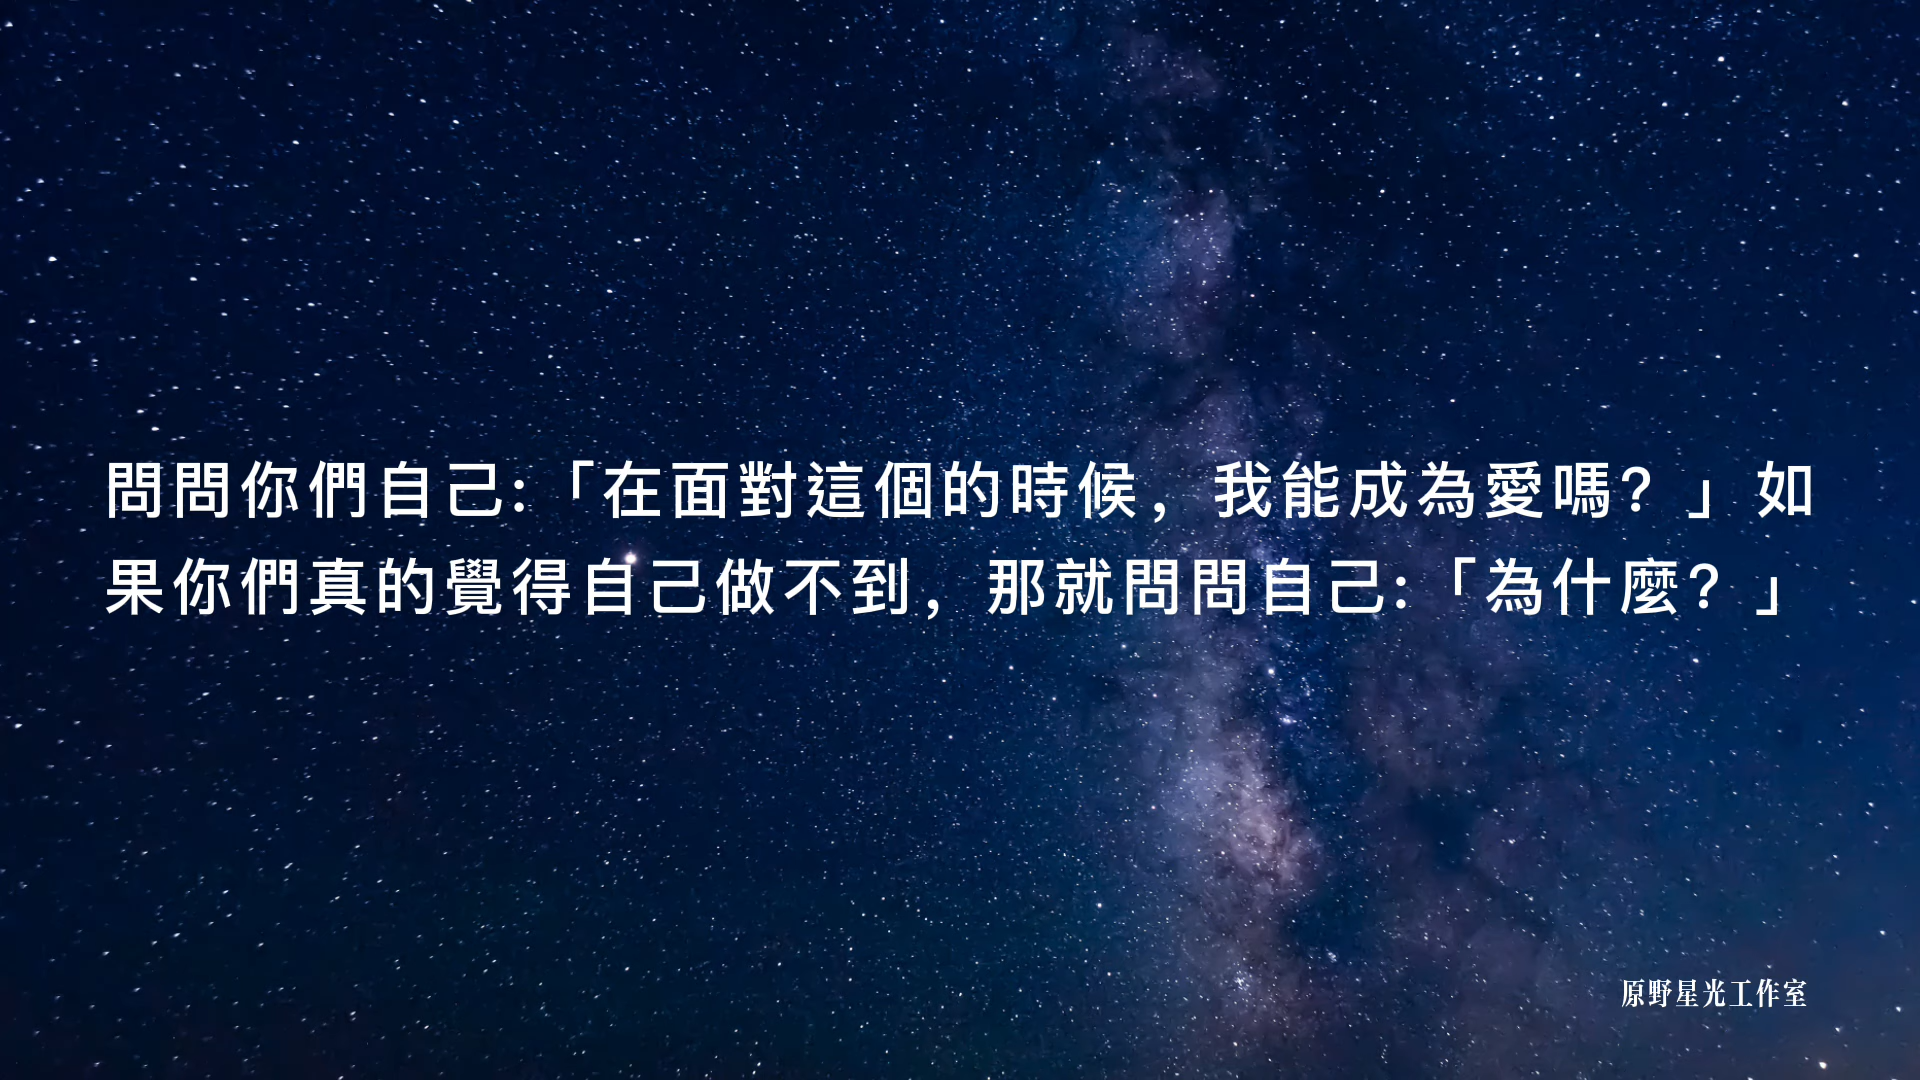 問問你們自己:「在面對這個的時候，我能成為愛嗎？」如
果你們真的覺得自己做不到，那就問問自己:「為什麼？」
原野星光工作室